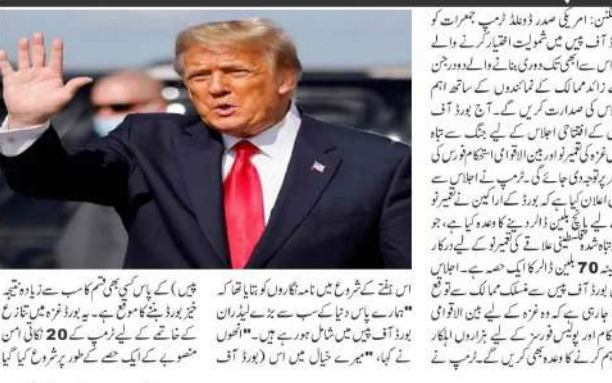 واشنگٹن: امریکی صدر ڈونلڈ ٹرمپ جمعرات کو
بورڈ آف پیس میں شمولیت اختیار کرنے والے
اس سے ابھی تک دوری بنانے والے دو درجن
زائد ممالک کے نمائندوں کے ساتھ اہم
کی صدارت کریں گے۔ آج بورڈ آف
کے افتتاحی اجلاس کے لیے جنگ سے تباہ
غزہ کی تعمیر نو اور بین الاقوامی استحکام فورس کی
پر توجہ دی جائے گی۔ ٹرمپ نے اجلاس سے
اعلان کیا ہے کہ بورڈ کے اراکین نے تعمیر نو
لیے پانچ بلین ڈالر دینے کا وعدہ کیا ہے، جو
تباہ شدہ فلسطینی علاقے کی تعمیر نو کے لیے درکار
70 بلین ڈالر کا ایک حصہ ہے۔ اجلاس
بورڈ آف پیس سے منسلک ممالک سے توقع
جا رہی ہے کہ وہ غزہ کے لیے بین الاقوامی
اور پولیس فورسز کے لیے ہزاروں اہلکار
کرنے کا وعدہ بھی کریں گے۔ ٹرمپ نے
اس ہفتے کے شروع میں نامہ نگاروں کو بتایا تھا کہ
"ہمارے پاس دنیا کے سب سے بڑے لیڈران
بورڈ آف پیس میں شامل ہو رہے ہیں۔" انھوں
نے کہا، "میرے خیال میں اس (بورڈ آف
پیس) کے پاس کسی بھی قسم کا سب سے زیادہ نتیجہ
خیز بورڈ بننے کا موقع ہے۔ یہ بورڈ غزہ میں تنازع
کے خاتمے کے لیے ٹرمپ کے 20 نکاتی امن
منصوبے کے ایک حصے کے طور پر شروع کیا گیا